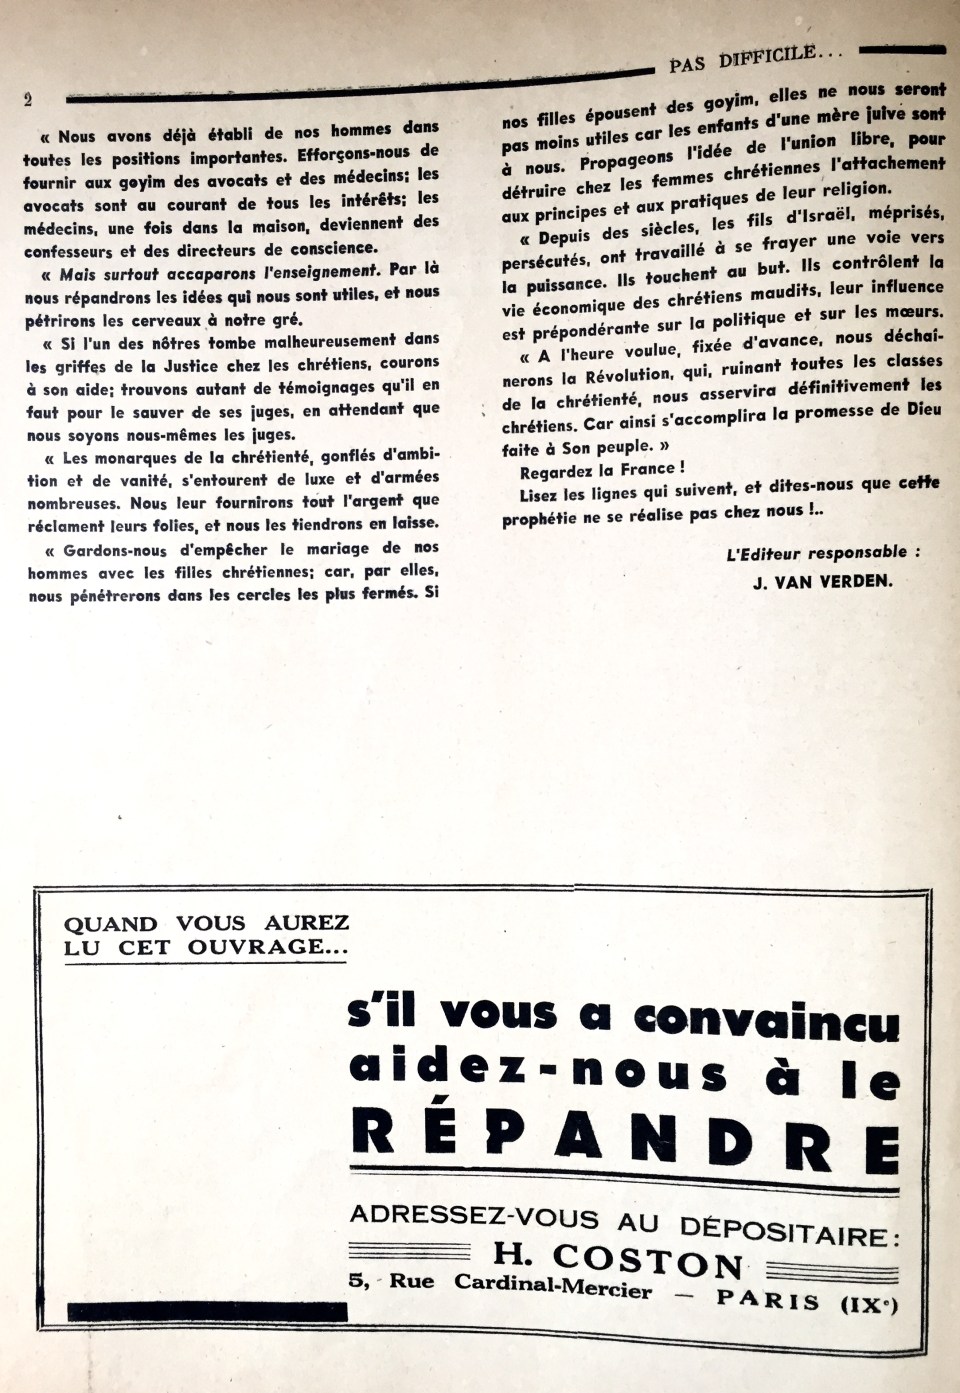 2
PAS DIFFICILE...
« Nous avons déjà établi de nos hommes dans
toutes les positions importantes. Efforçons-nous de
fournir aux goyim des avocats et des médecins; les
avocats sont au courant de tous les intérêts; les
médecins, une fois dans la maison, deviennent des
confesseurs et des directeurs de conscience.
« Mais surtout accaparons l'enseignement. Par là
nous répandrons les idées qui nous sont utiles, et nous
pétrirons les cerveaux à notre gré.
« Si l'un des nôtres tombe malheureusement dans
les griffes de la Justice chez les chrétiens, courons
à son aide; trouvons autant de témoignages qu'il en
faut pour le sauver de ses juges, en attendant que
nous soyons nous-mêmes les juges.
« Les monarques de la chrétienté, gonflés d'ambi-
tion et de vanité, s'entourent de luxe et d'armées
nombreuses. Nous leur fournirons tout l'argent que
réclament leurs folies, et nous les tiendrons en laisse.
« Gardons-nous d'empêcher le mariage de nos
hommes avec les filles chrétiennes; car, par elles,
nous pénétrerons dans les cercles les plus fermés. Si
nos filles épousent des goyim, elles ne nous seront
pas moins utiles car les enfants d'une mère juive sont
à nous. Propageons l'idée de l'union libre, pour
détruire chez les femmes chrétiennes l'attachement
aux principes et aux pratiques de leur religion.
« Depuis des siècles, les fils d'Israël, méprisés,
persécutés, ont travaillé à se frayer une voie vers
la puissance. Ils touchent au but. Ils contrôlent la
vie économique des chrétiens maudits, leur influence
est prépondérante sur la politique et sur les mœurs.
« A l'heure voulue, fixée d'avance, nous déchaî-
nerons la Révolution, qui, ruinant toutes les classes
de la chrétienté, nous asservira définitivement les
chrétiens. Car ainsi s'accomplira la promesse de Dieu
faite à Son peuple. »
Regardez la France !
Lisez les lignes qui suivent, et dites-nous que cette
prophétie ne se réalise pas chez nous !..
L'Editeur responsable :
J. VAN VERDEN.
QUAND VOUS AUREZ
LU CET OUVRAGE...
s'il vous a convaincu
aidez-nous à le
RÉPANDRE
ADRESSEZ-VOUS AU DÉPOSITAIRE:
H. COSTON
5, Rue Cardinal-Mercier — PARIS (IXe)